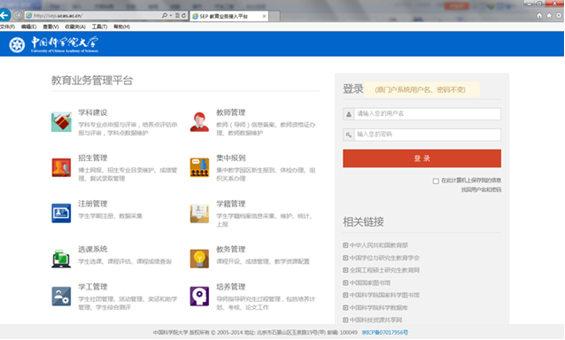 http://sep.ucas.ac.cn/
SEP 教育业务接入平台
文件(F) 编辑(E) 查看(V) 收藏夹(A) 工具(T) 帮助(H)
中国科学院大学
University of Chinese Academy of Sciences
教育业务管理平台
学科建设
学科专业点申报与评审，培养点评估申报与评审，学科点数据维护
教师管理
教师（导师）信息备案、教师资格证办理、教师数据维护
招生管理
博士网报、招生专业目录维护、成绩管理、复试录取管理
集中报到
集中教学园区新生报到、体检办理、组织关系办理
注册管理
学生学期注册、数据采集
学籍管理
学生学籍档案信息采集、维护、统计、上报
选课系统
学生选课、课程评估、课程成绩查询
教务管理
课程开设、成绩管理、教学资源配置
学工管理
学生社团管理、活动管理、奖惩和助学管理、学生综合测评
培养管理
导师指导研究生过程管理，包括培养计划、考核、论文工作
登录
(原门户系统用户名、密码不变)
请输入您的用户名
请输入您的密码
登 录
在此计算机上保存我的信息
找回用户名和密码
相关链接
中华人民共和国教育部
中国学位与研究生教育学会
全国工程硕士研究生教育网
中国国家图书馆
中国科学院国家科学图书馆
中国科学院科学数据库
中国科技资源共享网
中国科学院大学 版权所有 © 2005-2014 地址: 北京市石景山区玉泉路19号(甲) 邮编: 100049 京ICP备07017956号